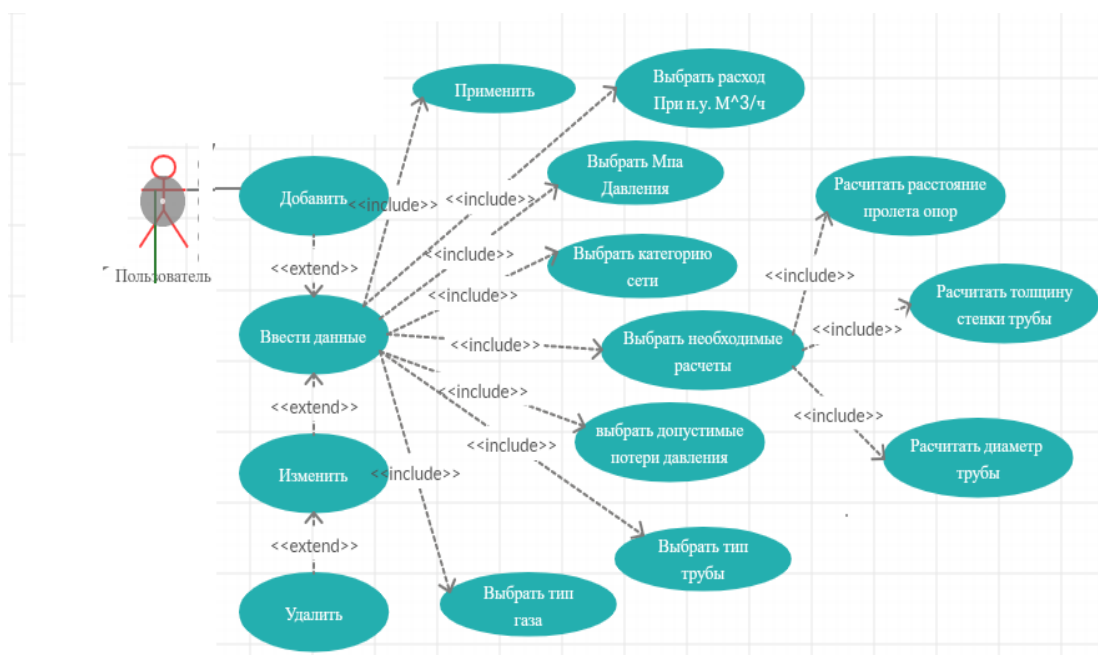 Применить
Выбрать расход
При н.у. М^3/ч
Выбрать Мпа
Давления
Добавить
<<include>>
<<include>>
Расчитать расстояние
пролета опор
Пользователь
<<extend>>
<<include>>
Выбрать категорию
сети
<<include>>
<<include>>
Расчитать толщину
стенки трубы
Ввести данные
<<include>>
Выбрать необходимые
расчеты
<<include>>
<<extend>>
<<include>>
<<include>>
выбрать допустимые
потери давления
<<include>>
Расчитать диаметр
трубы
Изменить
<<include>>
<<extend>>
Выбрать тип
трубы
Удалить
Выбрать тип
газа